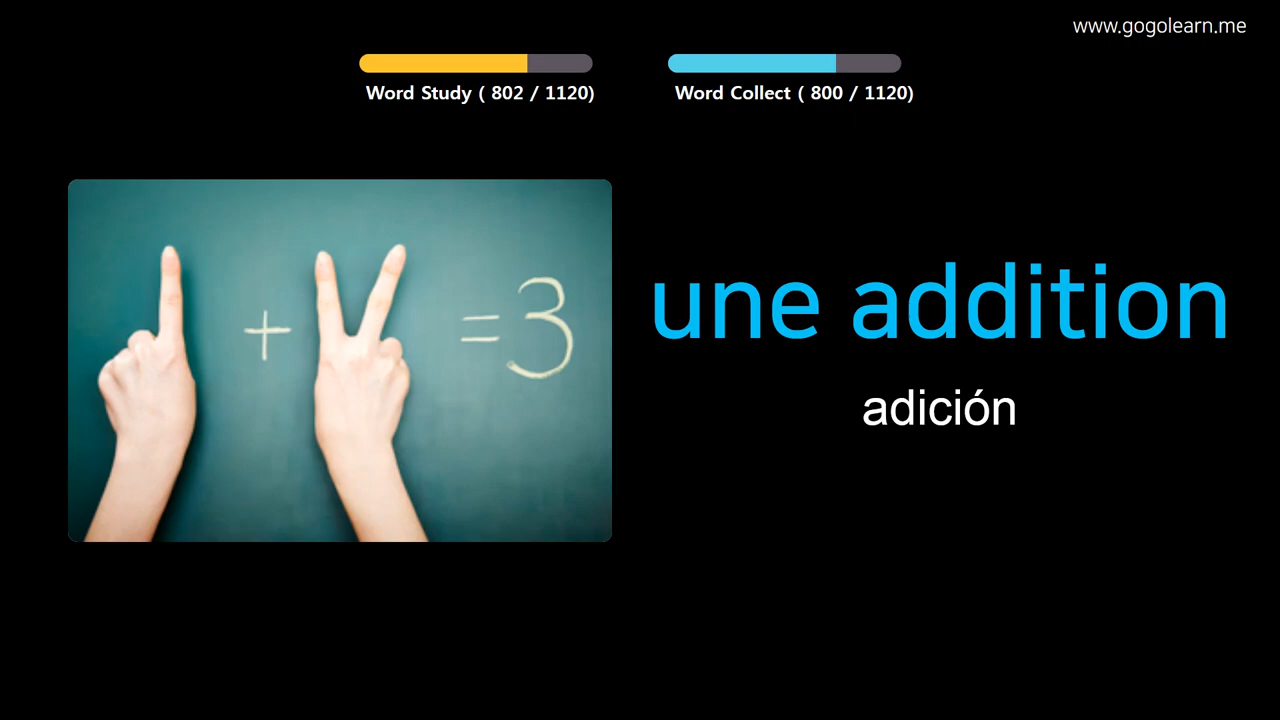 www.gogolearn.me
Word Study ( 802 / 1120)
Word Collect ( 800 / 1120)
+ = 3
une addition
adición